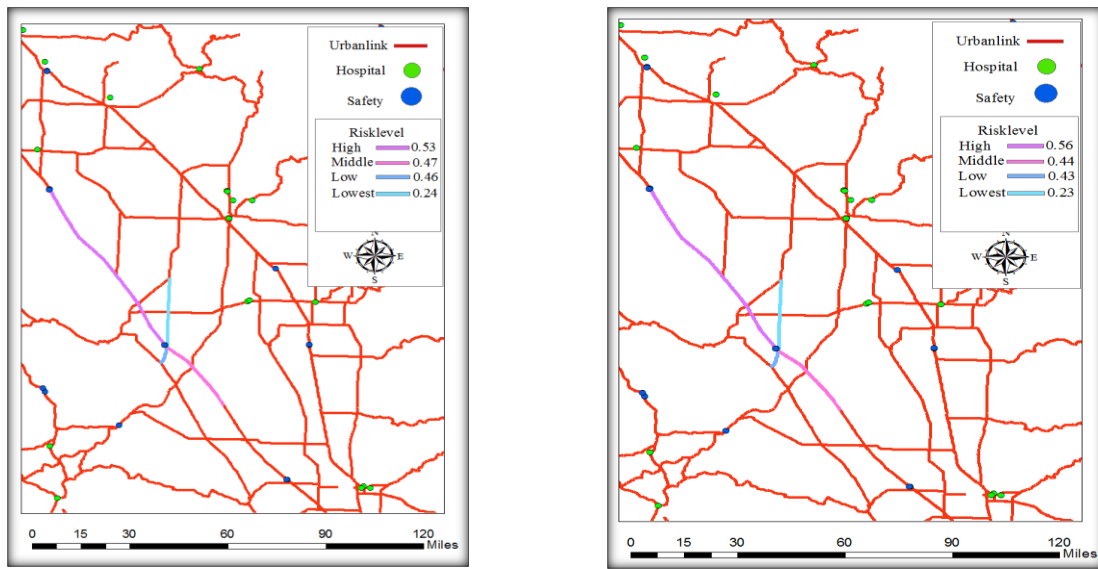 Urbanlink
Hospital
Safety
Risklevel
High 0.53
Middle 0.47
Low 0.46
Lowest 0.24
N
W E
S
0 15 30 60 90 120
Miles
Urbanlink
Hospital
Safety
Risklevel
High 0.56
Middle 0.44
Low 0.43
Lowest 0.23
N
W E
S
0 15 30 60 90 120
Miles